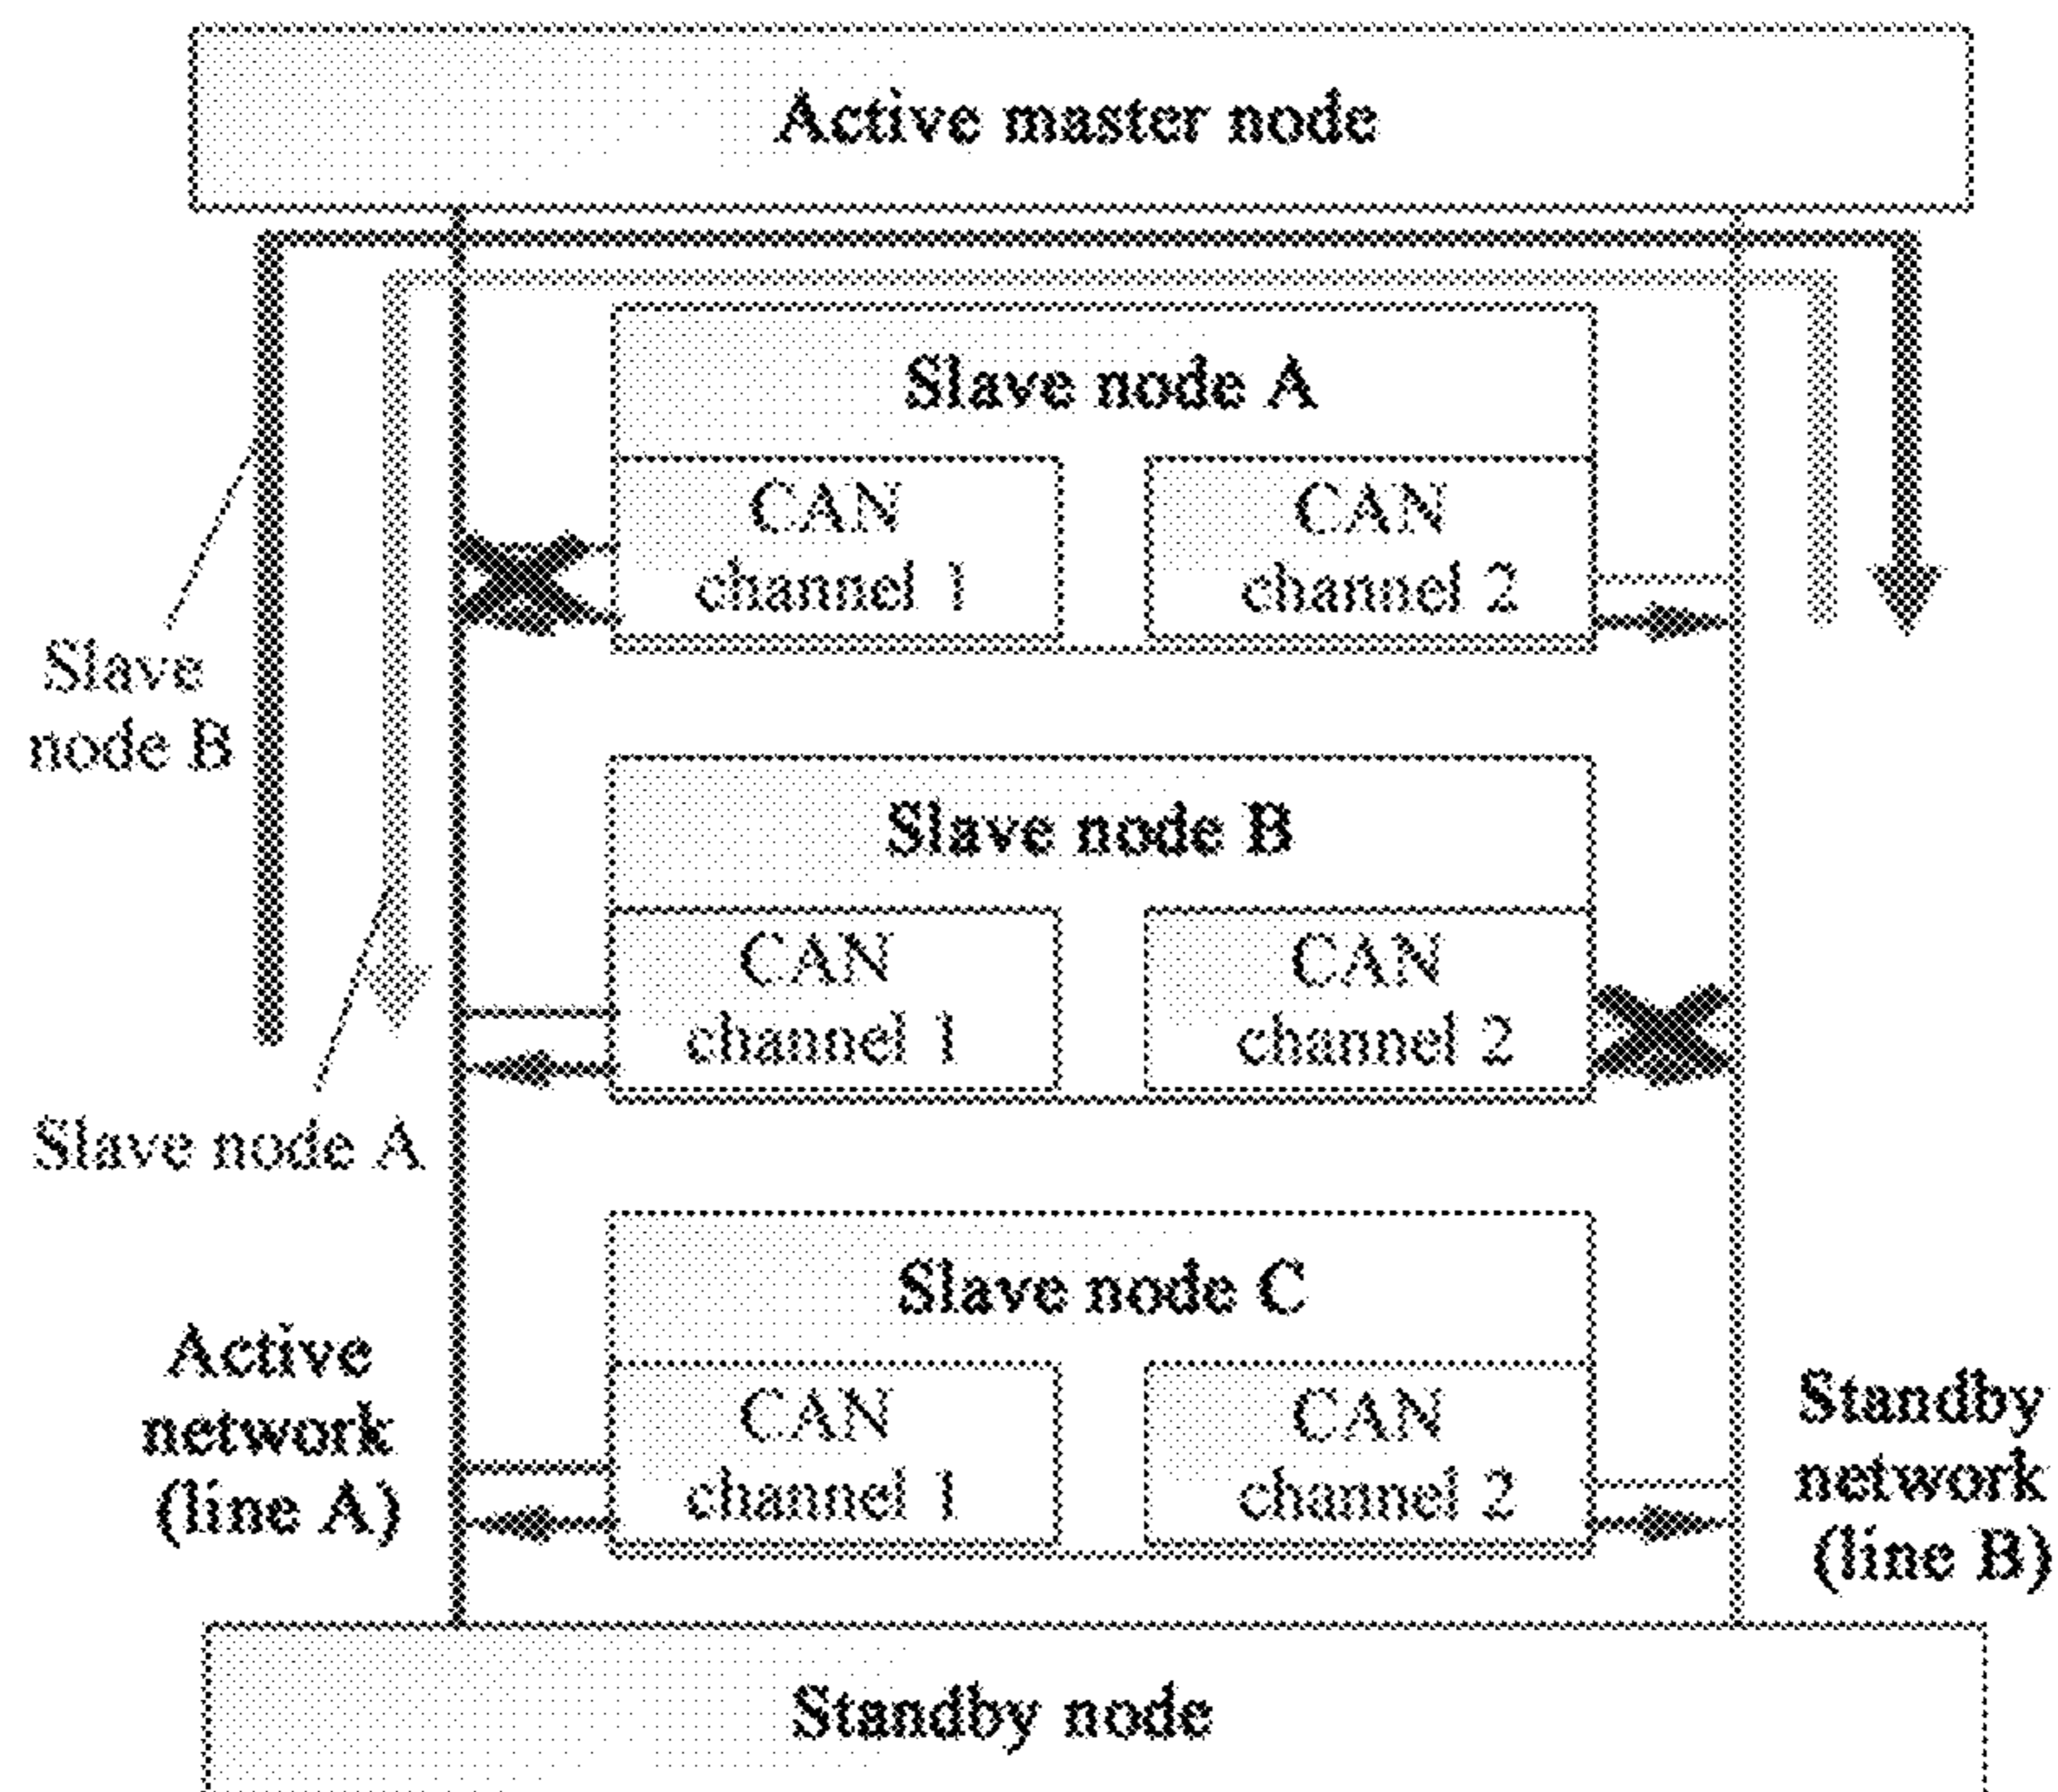 Active master node
Slave node A
CAN
channel 1
CAN
channel 2
Slave
node B
Slave node B
CAN
channel 1
CAN
channel 2
Slave node A
Slave node C
CAN
channel 1
CAN
channel 2
Active
network
(line A)
Standby
network
(line B)
Standby node